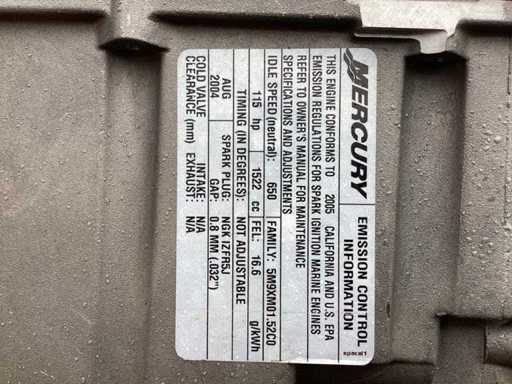 MERCURY
EMISSION CONTROL
INFORMATION
THIS ENGINE CONFORMS TO 2005 CALIFORNIA AND U.S. EPA
EMISSION REGULATIONS FOR SPARK IGNITION MARINE ENGINES
REFER TO OWNER'S MANUAL FOR MAINTENANCE
SPECIFICATIONS AND ADJUSTMENTS
IDLE SPEED (neutral): 650 FAMILY: 5M9XM01.52C0
115 hp 1522 cc FEL: 16.6 g/kWh
TIMING (IN DEGREES): NOT ADJUSTABLE
AUG 2004 SPARK PLUG: NGK IZFR5J
GAP: 0.8 MM (.032")
COLD VALVE CLEARANCE (mm) INTAKE: N/A
EXHAUST: N/A